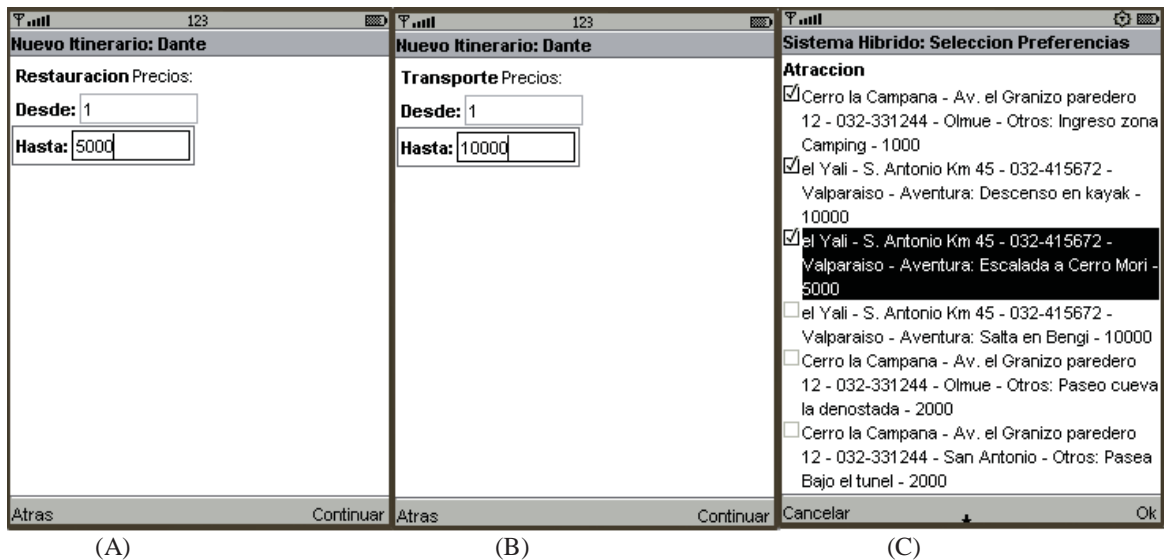 123
Nuevo Itinerario: Dante
Restauracion Precios:
Desde: 1
Hasta: 5000
Atras
Continuar
123
Nuevo Itinerario: Dante
Transporte Precios:
Desde: 1
Hasta: 10000
Atras
Continuar
Sistema Hibrido: Seleccion Preferencias
Atraccion
Cerro la Campana - Av. el Granizo paredero
12 - 032-331244 - Olmue - Otros: Ingreso zona
Camping - 1000
el Yali - S. Antonio Km 45 - 032-415672 -
Valparaiso - Aventura: Descenso en kayak -
10000
el Yali - S. Antonio Km 45 - 032-415672 -
Valparaiso - Aventura: Escalada a Cerro Mori -
5000
el Yali - S. Antonio Km 45 - 032-415672 -
Valparaiso - Aventura: Salta en Bengi - 10000
Cerro la Campana - Av. el Granizo paredero
12 - 032-331244 - Olmue - Otros: Paseo cueva
la denostada - 2000
Cerro la Campana - Av. el Granizo paredero
12 - 032-331244 - San Antonio - Otros: Pasea
Bajo el tunel - 2000
Cancelar
Ok
(A)
(B)
(C)